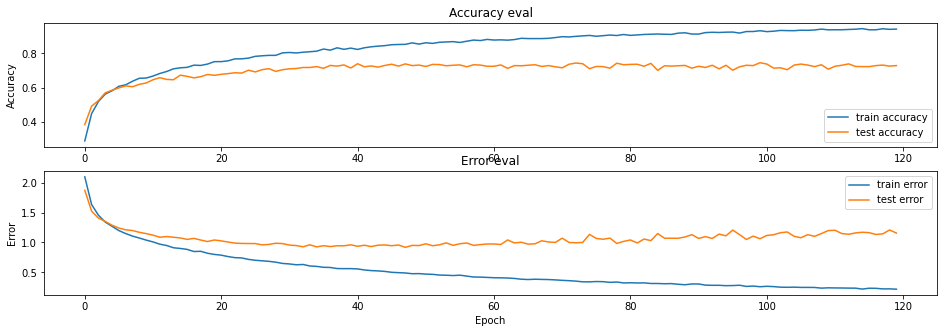 Accuracy eval
Accuracy
0.8
0.6
0.4
train accuracy
test accuracy
0 20 40 60 80 100 120
Error eval
Error
2.0
1.5
1.0
0.5
train error
test error
0 20 40 60 80 100 120
Epoch